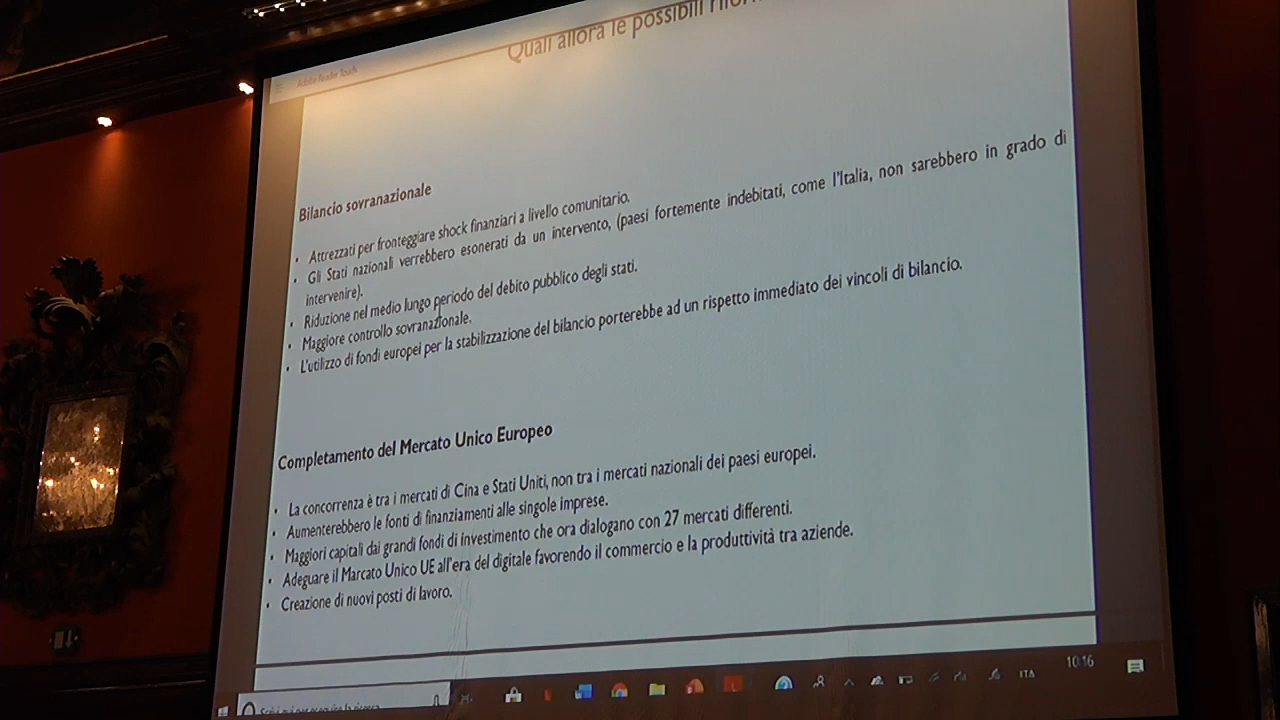 Adobe Reader Touch
Quali allora le possibili
Bilancio sovranazionale
• Attrezzati per fronteggiare shock finanziari a livello comunitario.
• Gli Stati nazionali verrebbero esonerati da un intervento, (paesi fortemente indebitati, come l'Italia, non sarebbero in grado di
intervenire).
• Riduzione nel medio lungo periodo del debito pubblico degli stati.
• Maggiore controllo sovranazionale.
• L'utilizzo di fondi europei per la stabilizzazione del bilancio porterebbe ad un rispetto immediato dei vincoli di bilancio.
Completamento del Mercato Unico Europeo
• La concorrenza è tra i mercati di Cina e Stati Uniti, non tra i mercati nazionali dei paesi europei.
• Aumenterebbero le fonti di finanziamenti alle singole imprese.
• Maggiori capitali dai grandi fondi di investimento che ora dialogano con 27 mercati differenti.
• Adeguare il Marcato Unico UE all'era del digitale favorendo il commercio e la produttività tra aziende.
• Creazione di nuovi posti di lavoro.
ITA
10:16